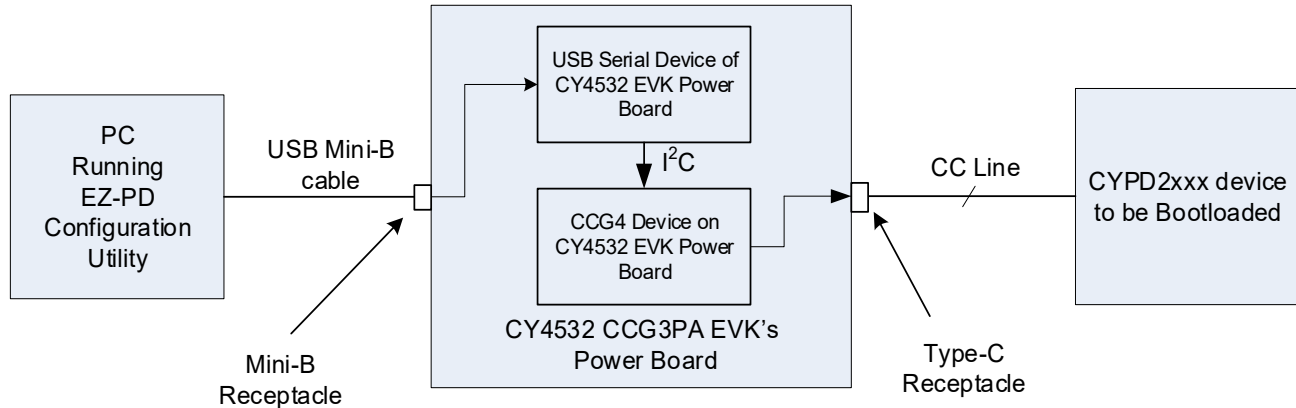 PC
Running
EZ-PD
Configuration
Utility
USB Mini-B
cable
Mini-B
Receptacle
USB Serial Device of
CY4532 EVK Power
Board
I²C
CCG4 Device on
CY4532 EVK Power
Board
CY4532 CCG3PA EVK's
Power Board
CC Line
Type-C
Receptacle
CYPD2xxx device
to be Bootloaded